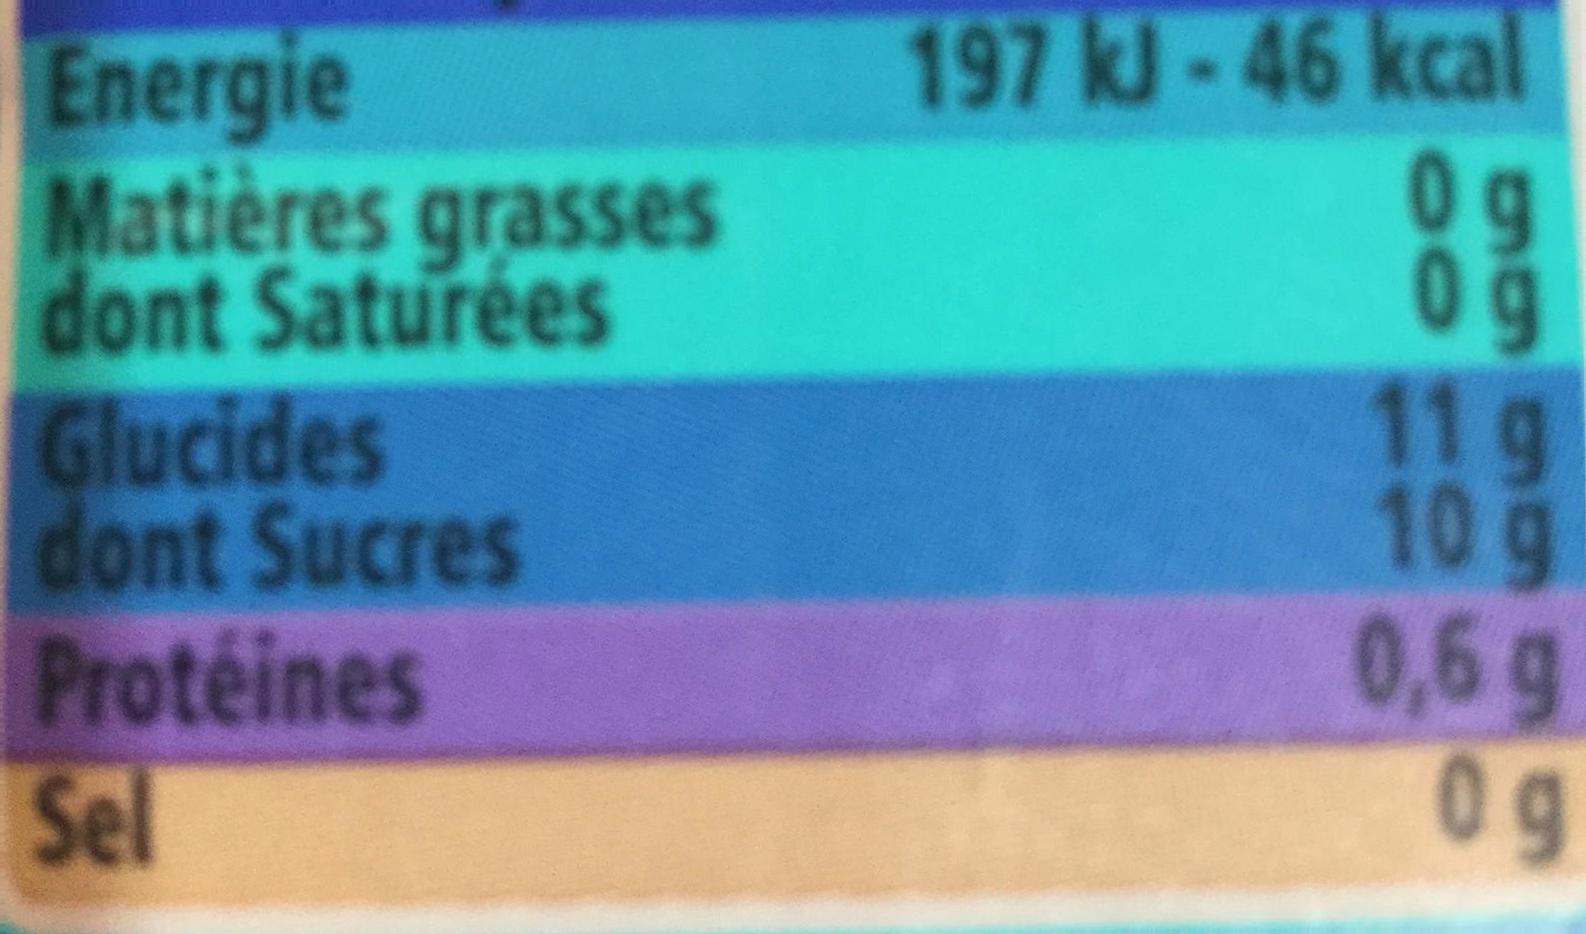 Energie 197 kJ - 46 kcal
Matières grasses 0 g
dont Saturées 0 g
Glucides 11 g
dont Sucres 10 g
Protéines 0,6 g
Sel 0 g